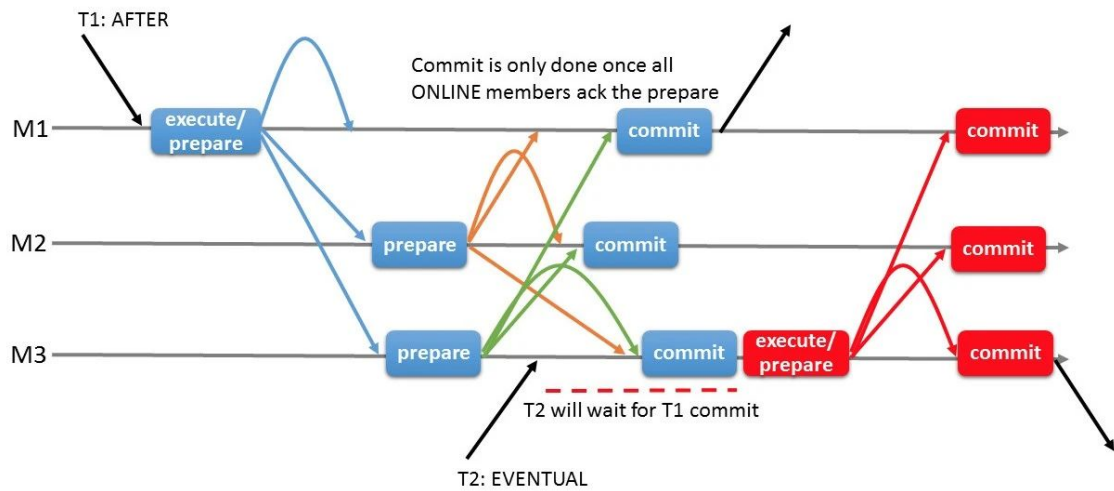 T1: AFTER
Commit is only done once all
ONLINE members ack the prepare
M1
execute/
prepare
commit
commit
M2
prepare
commit
commit
M3
prepare
commit
execute/
prepare
commit
T2 will wait for T1 commit
T2: EVENTUAL